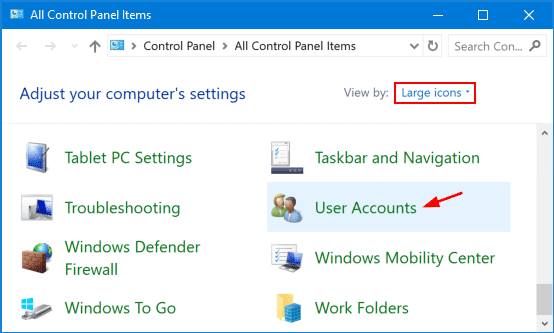 All Control Panel Items
Control Panel > All Control Panel Items
Search Con...
Adjust your computer's settings
View by: Large icons
Tablet PC Settings
Taskbar and Navigation
Troubleshooting
User Accounts
Windows Defender
Firewall
Windows Mobility Center
Windows To Go
Work Folders